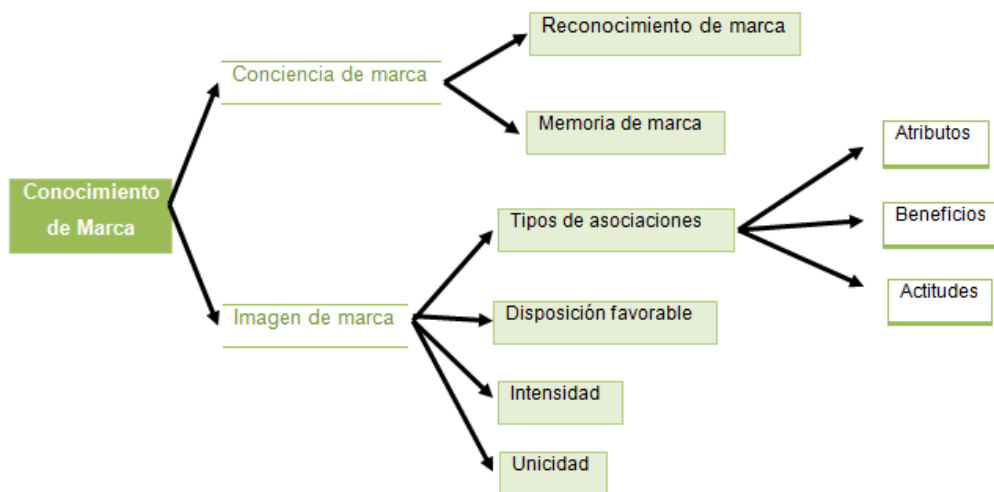 Reconocimiento de marca
Conciencia de marca
Memoria de marca
Atributos
Conocimiento
de Marca
Tipos de asociaciones
Beneficios
Actitudes
Imagen de marca
Disposición favorable
Intensidad
Unicidad